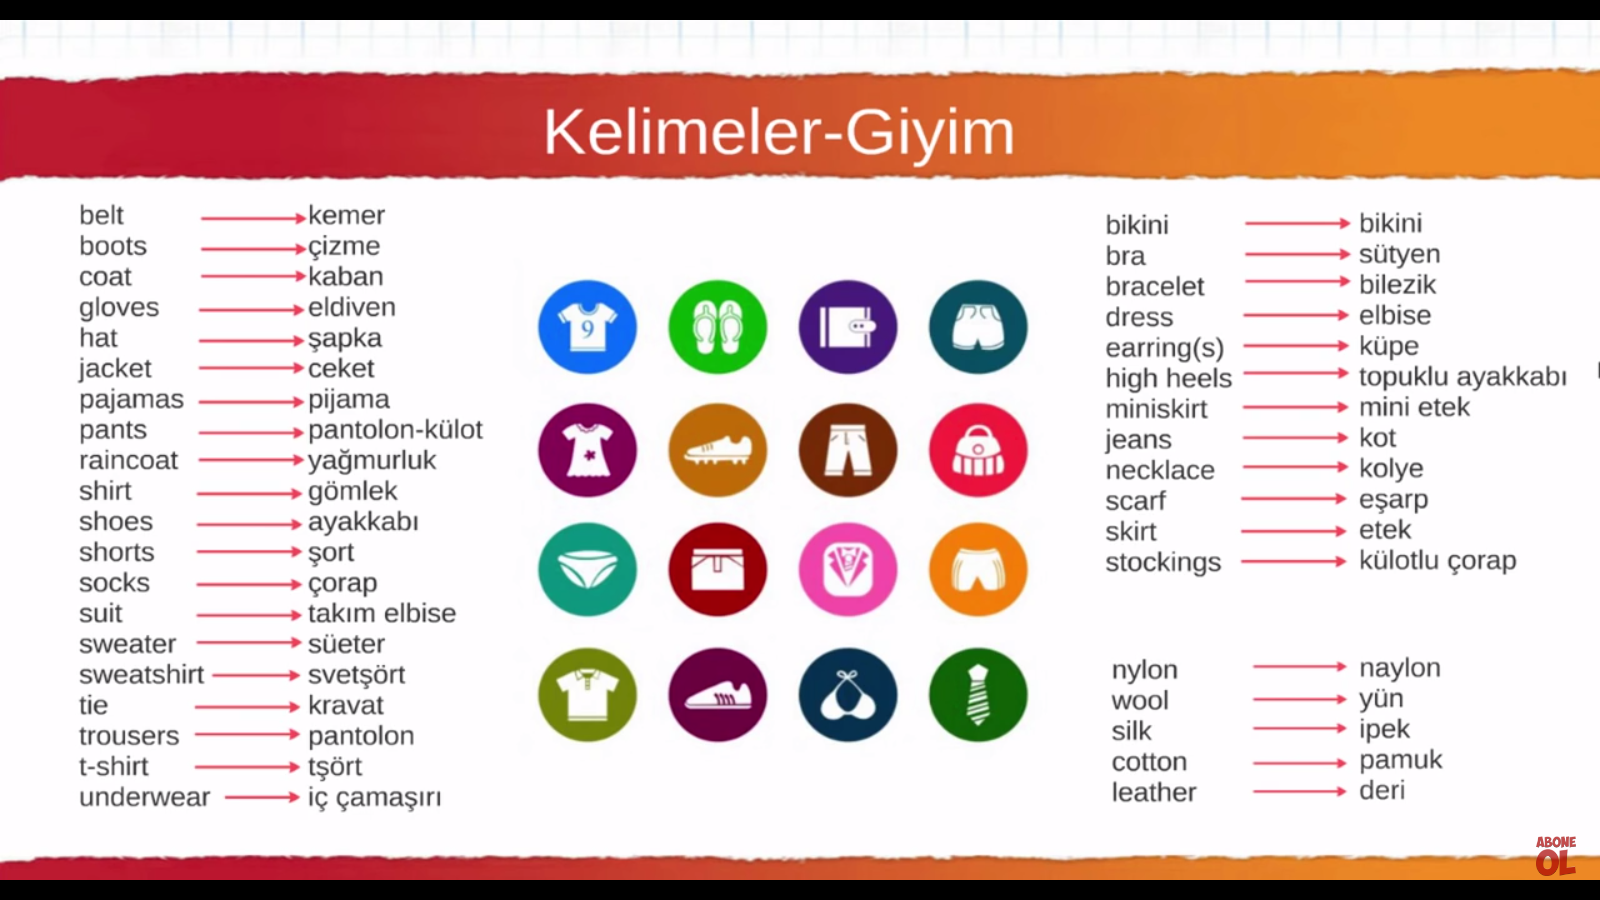 Kelimeler-Giyim
belt kemer
boots çizme
coat kaban
gloves eldiven
hat şapka
jacket ceket
pajamas pijama
pants pantolon-külot
raincoat yağmurluk
shirt gömlek
shoes ayakkabı
shorts şort
socks çorap
suit takım elbise
sweater süeter
sweatshirt svetşört
tie kravat
trousers pantolon
t-shirt tşört
underwear iç çamaşırı
9
bikini bikini
bra sütyen
bracelet bilezik
dress elbise
earring(s) küpe
high heels topuklu ayakkabı
miniskirt mini etek
jeans kot
necklace kolye
scarf eşarp
skirt etek
stockings külotlu çorap
nylon naylon
wool yün
silk ipek
cotton pamuk
leather deri
ABONE
OL